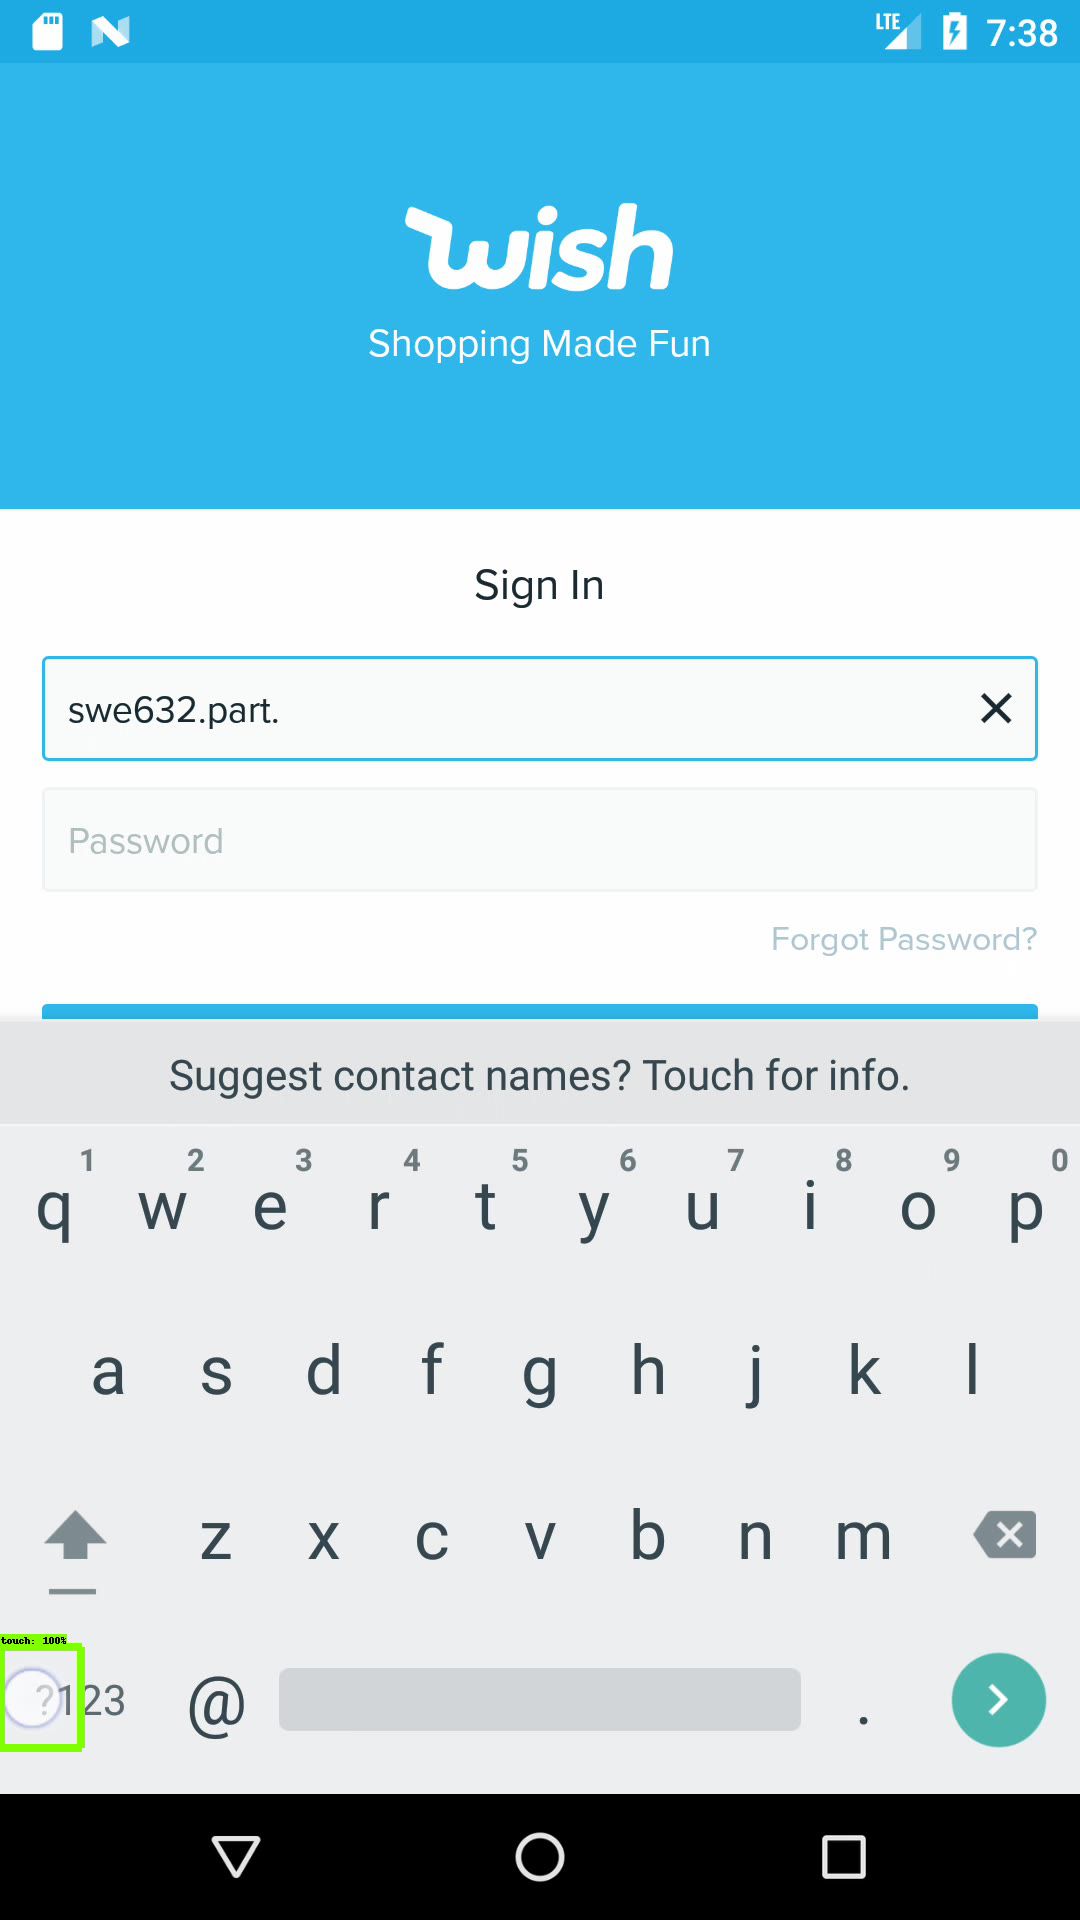 LTE 7:38
wish
Shopping Made Fun
Sign In
swe632.part.
Password
Forgot Password?
Suggest contact names? Touch for info.
1 2 3 4 5 6 7 8 9 0
q w e r t y u i o p
a s d f g h j k l
z x c v b n m
touch: 100%
?123 @ .